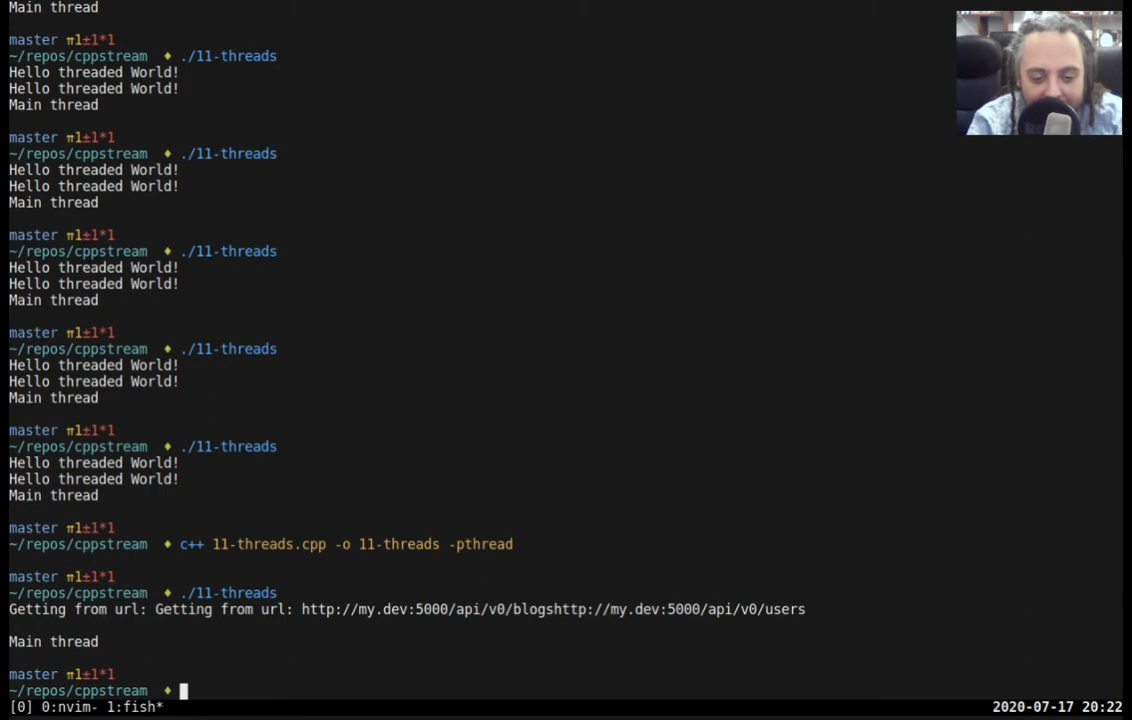 Main thread
master π1±1*1
~/repos/cppstream ♦ ./11-threads
Hello threaded World!
Hello threaded World!
Main thread
master π1±1*1
~/repos/cppstream ♦ ./11-threads
Hello threaded World!
Hello threaded World!
Main thread
master π1±1*1
~/repos/cppstream ♦ ./11-threads
Hello threaded World!
Hello threaded World!
Main thread
master π1±1*1
~/repos/cppstream ♦ ./11-threads
Hello threaded World!
Hello threaded World!
Main thread
master π1±1*1
~/repos/cppstream ♦ ./11-threads
Hello threaded World!
Hello threaded World!
Main thread
master π1±1*1
~/repos/cppstream ♦ c++ 11-threads.cpp -o 11-threads -pthread
master π1±1*1
~/repos/cppstream ♦ ./11-threads
Getting from url: Getting from url: http://my.dev:5000/api/v0/blogshttp://my.dev:5000/api/v0/users
Main thread
master π1±1*1
~/repos/cppstream ♦
[0] 0:nvim- 1:fish* 2020-07-17 20:22